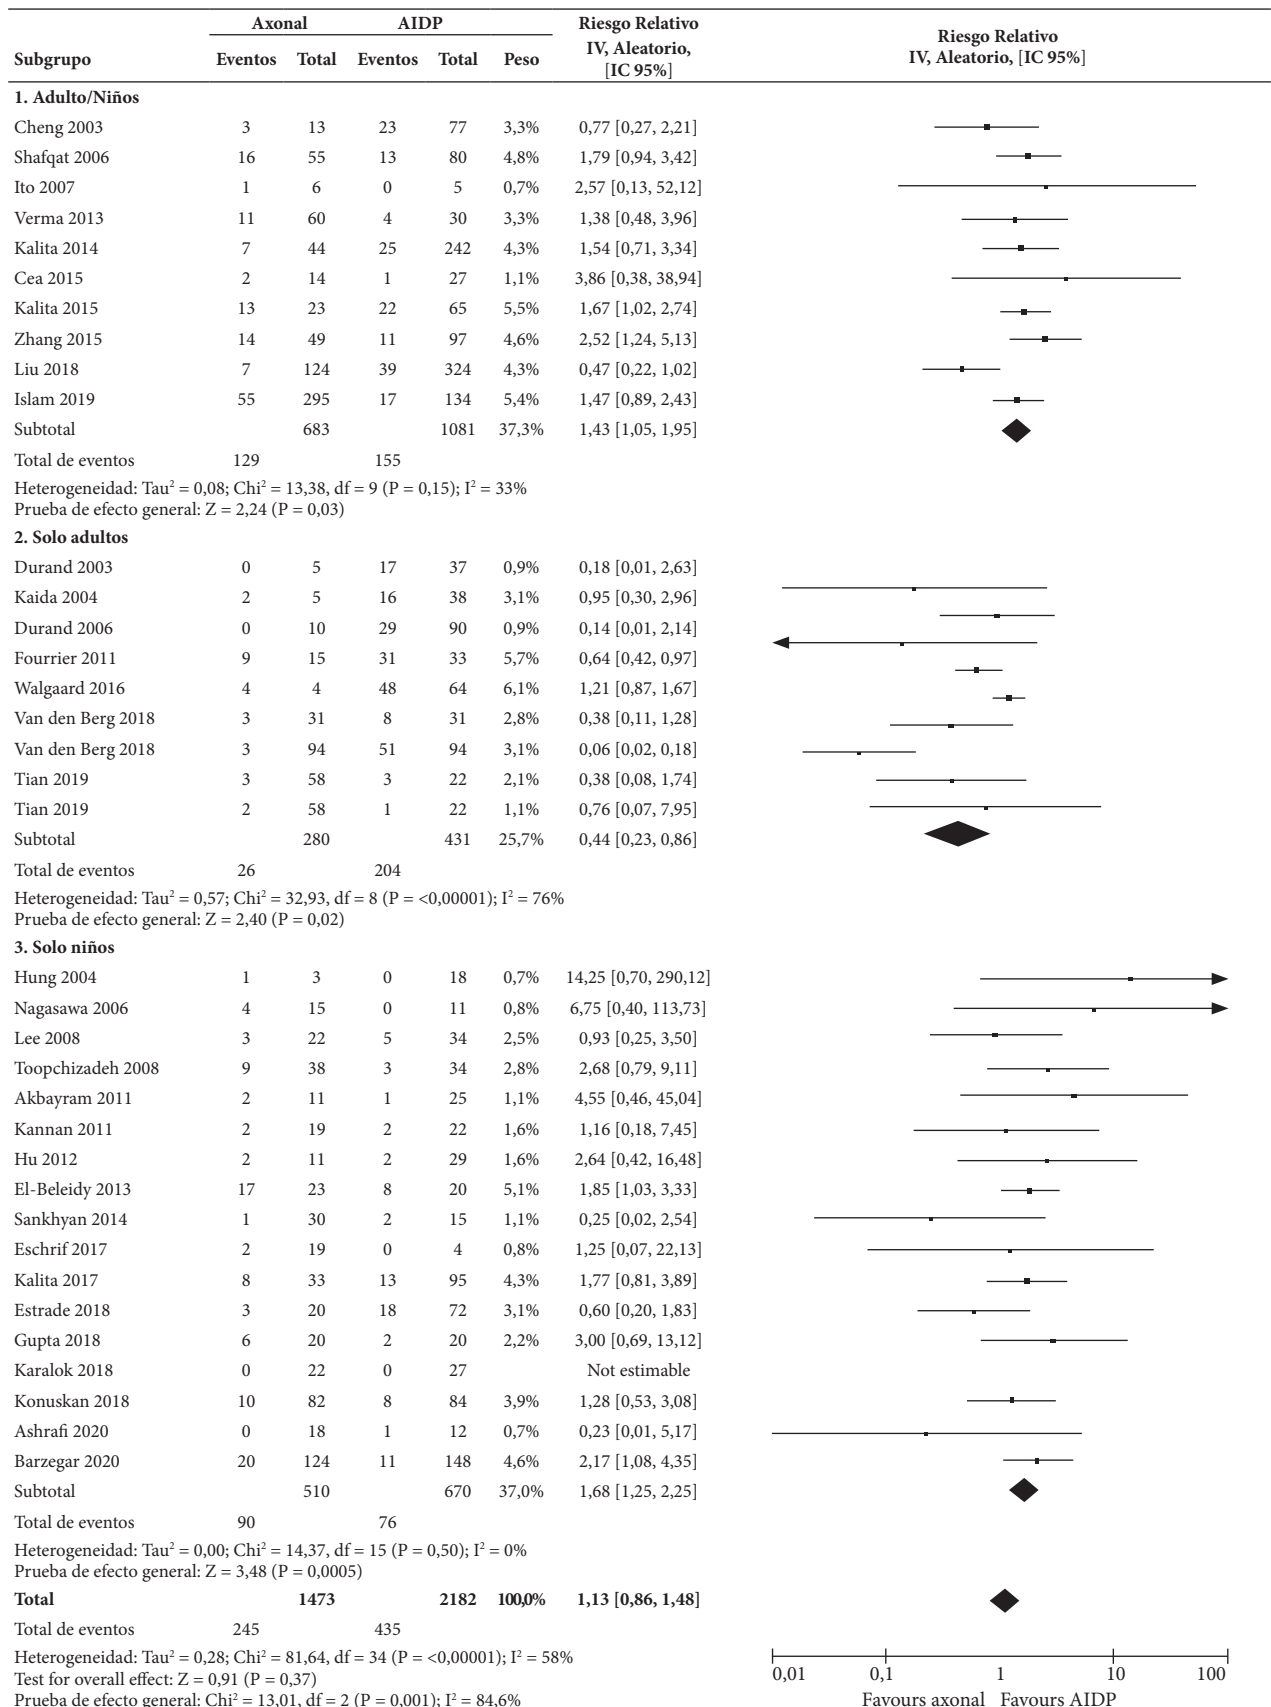 Axonal AIDP Riesgo Relativo Riesgo Relativo
Subgrupo Eventos Total Eventos Total Peso IV, Aleatorio, [IC 95%] IV, Aleatorio, [IC 95%]
1. Adulto/Niños
Cheng 2003 3 13 23 77 3,3% 0,77 [0,27, 2,21]
Shafqat 2006 16 55 13 80 4,8% 1,79 [0,94, 3,42]
Ito 2007 1 6 0 5 0,7% 2,57 [0,13, 52,12]
Verma 2013 11 60 4 30 3,3% 1,38 [0,48, 3,96]
Kalita 2014 7 44 25 242 4,3% 1,54 [0,71, 3,34]
Cea 2015 2 14 1 27 1,1% 3,86 [0,38, 38,94]
Kalita 2015 13 23 22 65 5,5% 1,67 [1,02, 2,74]
Zhang 2015 14 49 11 97 4,6% 2,52 [1,24, 5,13]
Liu 2018 7 124 39 324 4,3% 0,47 [0,22, 1,02]
Islam 2019 55 295 17 134 5,4% 1,47 [0,89, 2,43]
Subtotal 683 1081 37,3% 1,43 [1,05, 1,95]
Total de eventos 129 155
Heterogeneidad: Tau² = 0,08; Chi² = 13,38, df = 9 (P = 0,15); I² = 33%
Prueba de efecto general: Z = 2,24 (P = 0,03)
2. Solo adultos
Durand 2003 0 5 17 37 0,9% 0,18 [0,01, 2,63]
Kaida 2004 2 5 16 38 3,1% 0,95 [0,30, 2,96]
Durand 2006 0 10 29 90 0,9% 0,14 [0,01, 2,14]
Fourrier 2011 9 15 31 33 5,7% 0,64 [0,42, 0,97]
Walgaard 2016 4 4 48 64 6,1% 1,21 [0,87, 1,67]
Van den Berg 2018 3 31 8 31 2,8% 0,38 [0,11, 1,28]
Van den Berg 2018 3 94 51 94 3,1% 0,06 [0,02, 0,18]
Tian 2019 3 58 3 22 2,1% 0,38 [0,08, 1,74]
Tian 2019 2 58 1 22 1,1% 0,76 [0,07, 7,95]
Subtotal 280 431 25,7% 0,44 [0,23, 0,86]
Total de eventos 26 204
Heterogeneidad: Tau² = 0,57; Chi² = 32,93, df = 8 (P = <0,00001); I² = 76%
Prueba de efecto general: Z = 2,40 (P = 0,02)
3. Solo niños
Hung 2004 1 3 0 18 0,7% 14,25 [0,70, 290,12]
Nagasawa 2006 4 15 0 11 0,8% 6,75 [0,40, 113,73]
Lee 2008 3 22 5 34 2,5% 0,93 [0,25, 3,50]
Toopchizadeh 2008 9 38 3 34 2,8% 2,68 [0,79, 9,11]
Akbayram 2011 2 11 1 25 1,1% 4,55 [0,46, 45,04]
Kannan 2011 2 19 2 22 1,6% 1,16 [0,18, 7,45]
Hu 2012 2 11 2 29 1,6% 2,64 [0,42, 16,48]
El-Beleidy 2013 17 23 8 20 5,1% 1,85 [1,03, 3,33]
Sankhyan 2014 1 30 2 15 1,1% 0,25 [0,02, 2,54]
Eschrif 2017 2 19 0 4 0,8% 1,25 [0,07, 22,13]
Kalita 2017 8 33 13 95 4,3% 1,77 [0,81, 3,89]
Estrade 2018 3 20 18 72 3,1% 0,60 [0,20, 1,83]
Gupta 2018 6 20 2 20 2,2% 3,00 [0,69, 13,12]
Karalok 2018 0 22 0 27 Not estimable
Konuskan 2018 10 82 8 84 3,9% 1,28 [0,53, 3,08]
Ashrafi 2020 0 18 1 12 0,7% 0,23 [0,01, 5,17]
Barzegar 2020 20 124 11 148 4,6% 2,17 [1,08, 4,35]
Subtotal 510 670 37,0% 1,68 [1,25, 2,25]
Total de eventos 90 76
Heterogeneidad: Tau² = 0,00; Chi² = 14,37, df = 15 (P = 0,50); I² = 0%
Prueba de efecto general: Z = 3,48 (P = 0,0005)
Total 1473 2182 100,0% 1,13 [0,86, 1,48]
Total de eventos 245 435
Heterogeneidad: Tau² = 0,28; Chi² = 81,64, df = 34 (P = <0,00001); I² = 58%
Test for overall effect: Z = 0,91 (P = 0,37)
Prueba de efecto general: Chi² = 13,01, df = 2 (P = 0,001); I² = 84,6%
0,01 0,1 1 10 100
Favours axonal Favours AIDP